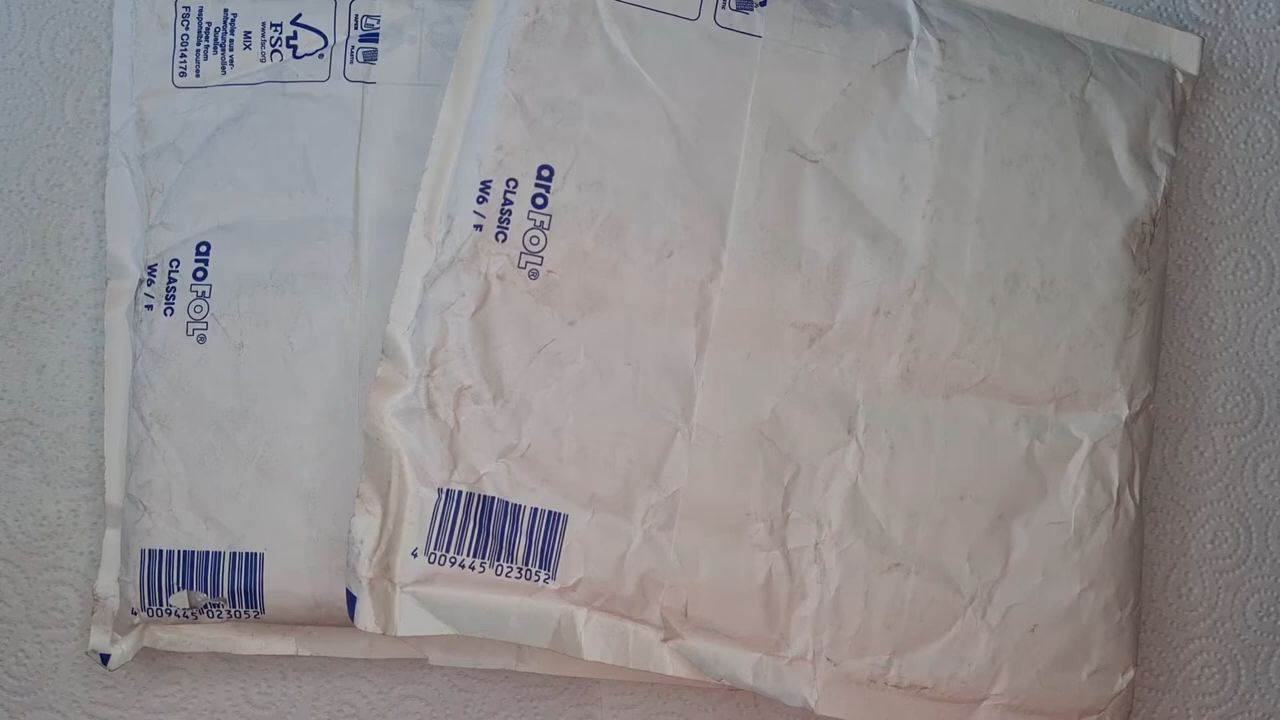 MIX
Papier aus ver-
antwortungsvollen
Quellen
Paper from
responsible sources
FSC® C014176
FSC
www.fsc.org
aroFOL®
CLASSIC
W6 / F
4 009445 023052
aroFOL®
CLASSIC
W6 / F
4 009445 023052